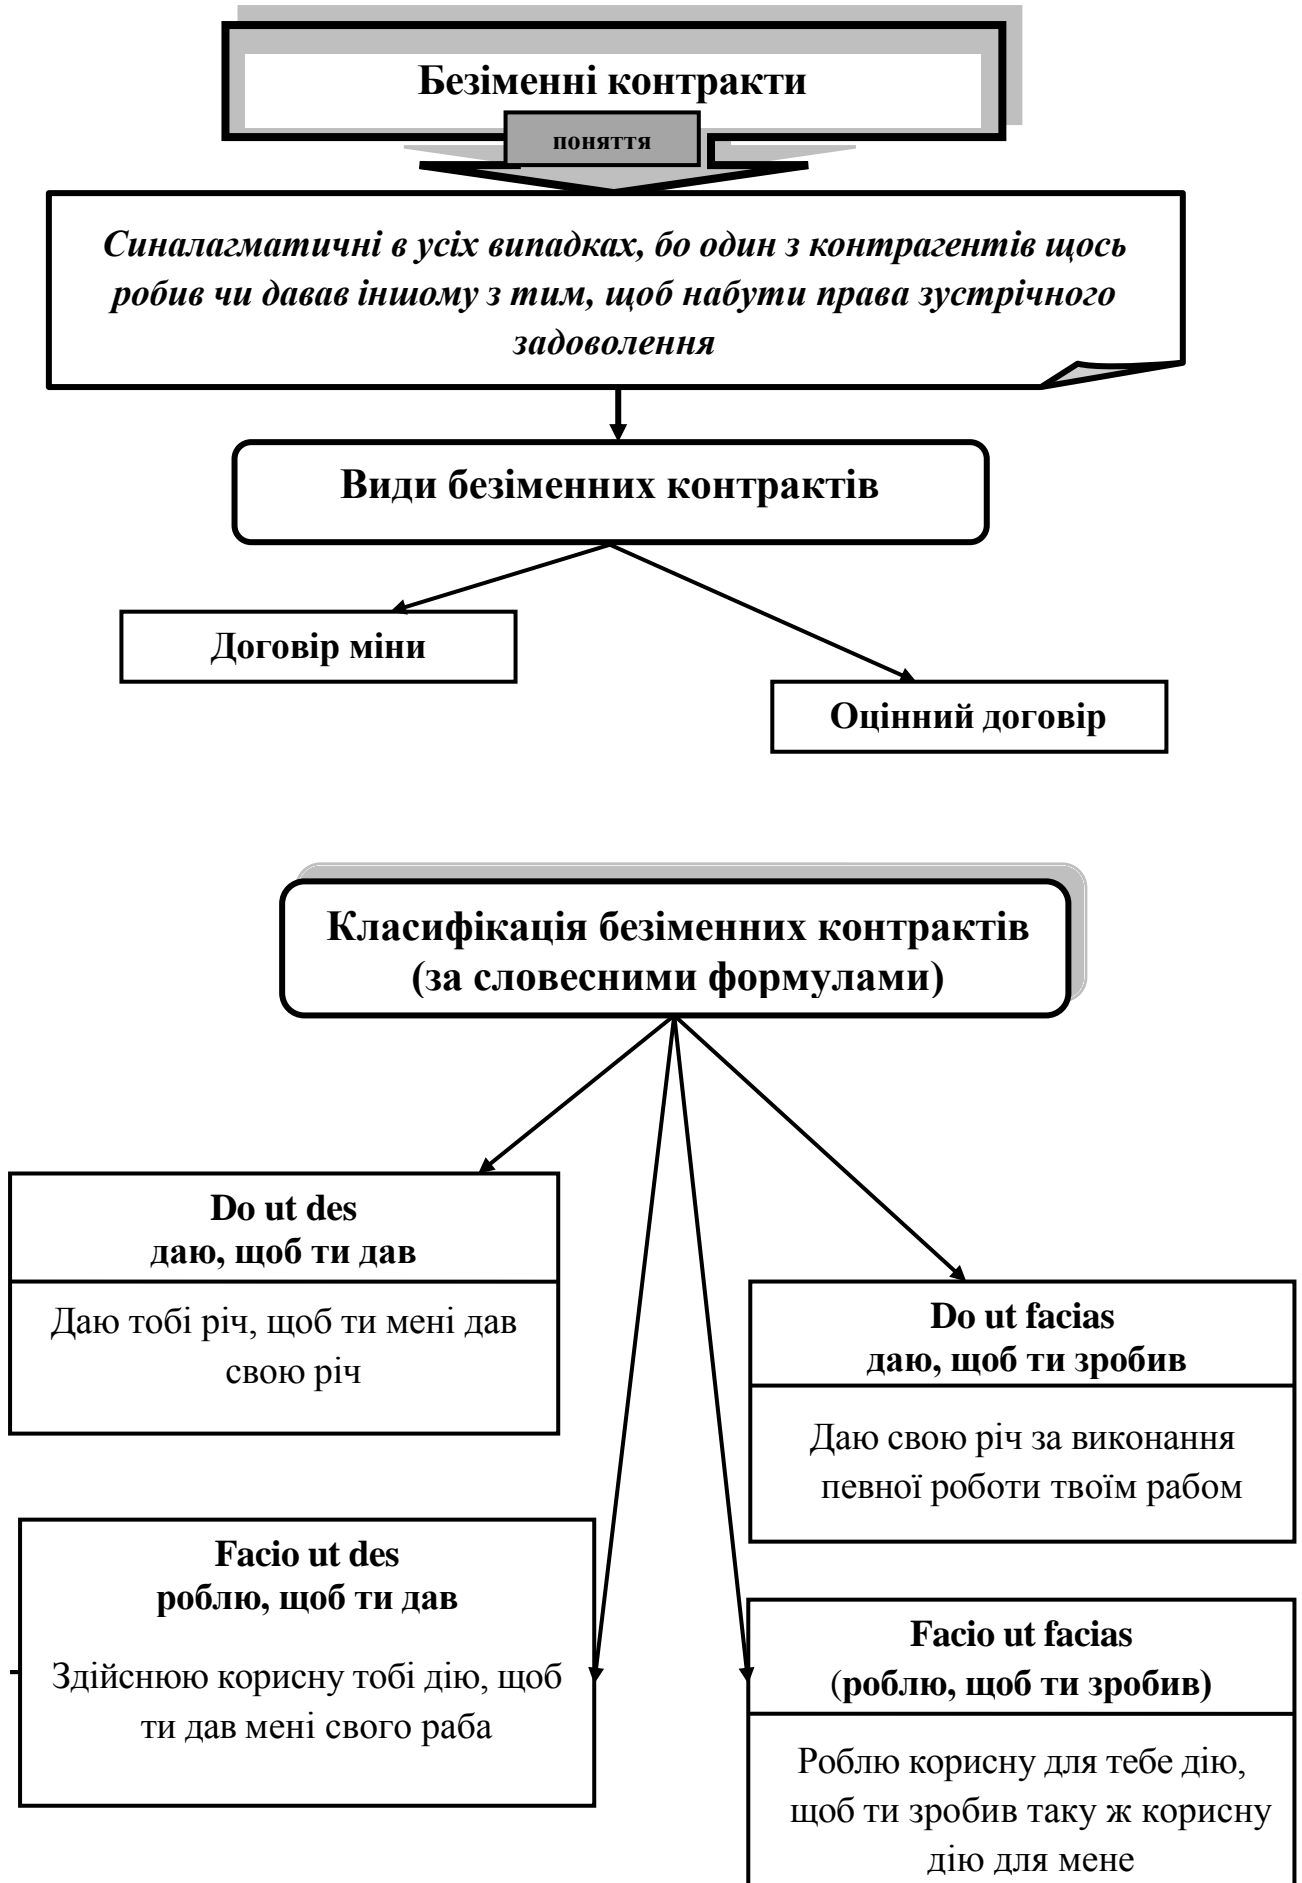 Безіменні контракти
поняття
Синалагматичні в усіх випадках, бо один з контрагентів щось
робив чи давав іншому з тим, щоб набути права зустрічного
задоволення
Види безіменних контрактів
Договір міни
Оцінний договір
Класифікація безіменних контрактів
(за словесними формулами)
Do ut des
даю, щоб ти дав
Даю тобі річ, щоб ти мені дав
свою річ
Do ut facias
даю, щоб ти зробив
Даю свою річ за виконання
певної роботи твоїм рабом
Facio ut des
роблю, щоб ти дав
Здійснюю корисну тобі дію, щоб
ти дав мені свого раба
Facio ut facias
(роблю, щоб ти зробив)
Роблю корисну для тебе дію,
щоб ти зробив таку ж корисну
дію для мене